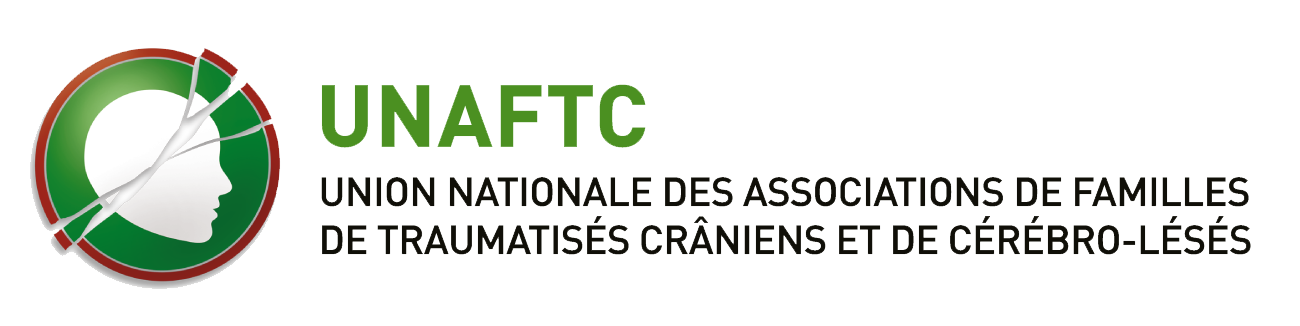 UNAFTC
UNION NATIONALE DES ASSOCIATIONS DE FAMILLES
DE TRAUMATISÉS CRÂNIENS ET DE CÉRÉBRO-LÉSÉS